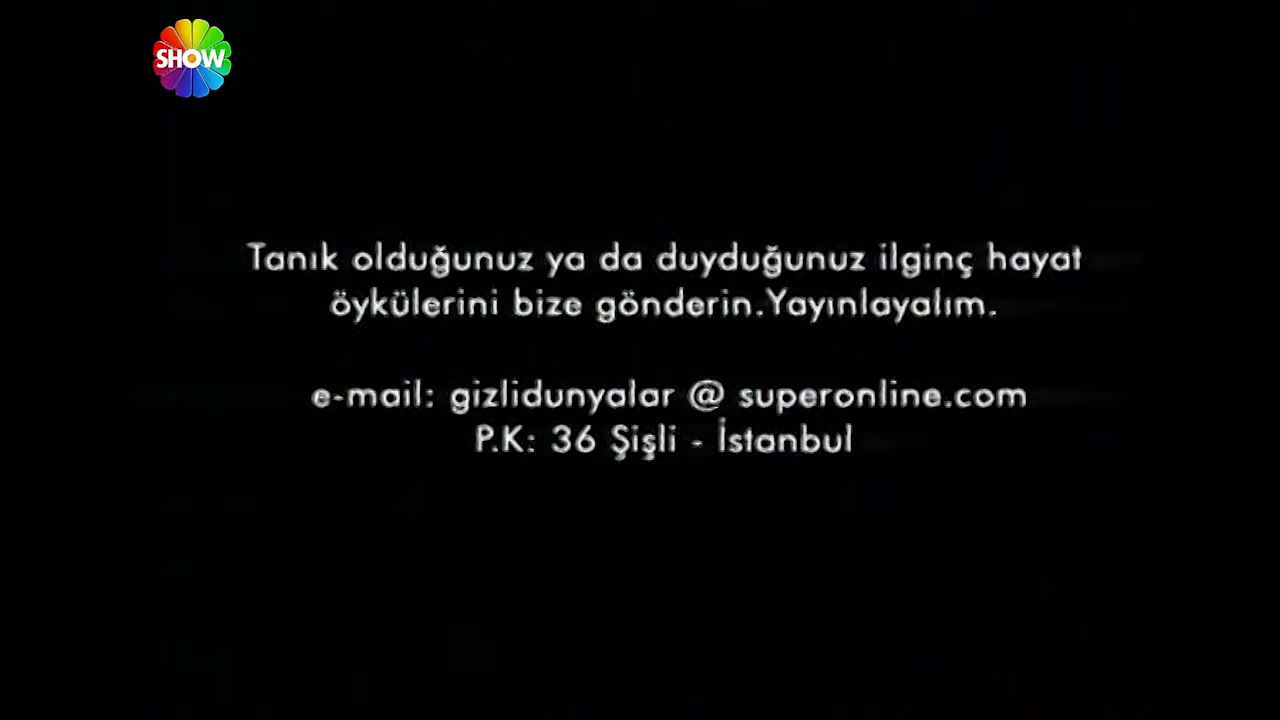 SHOW
Tanık olduğunuz ya da duyduğunuz ilginç hayat
öykülerini bize gönderin.Yayınlayalım.
e-mail: gizlidunyalar @ superonline.com
P.K: 36 Şişli - İstanbul